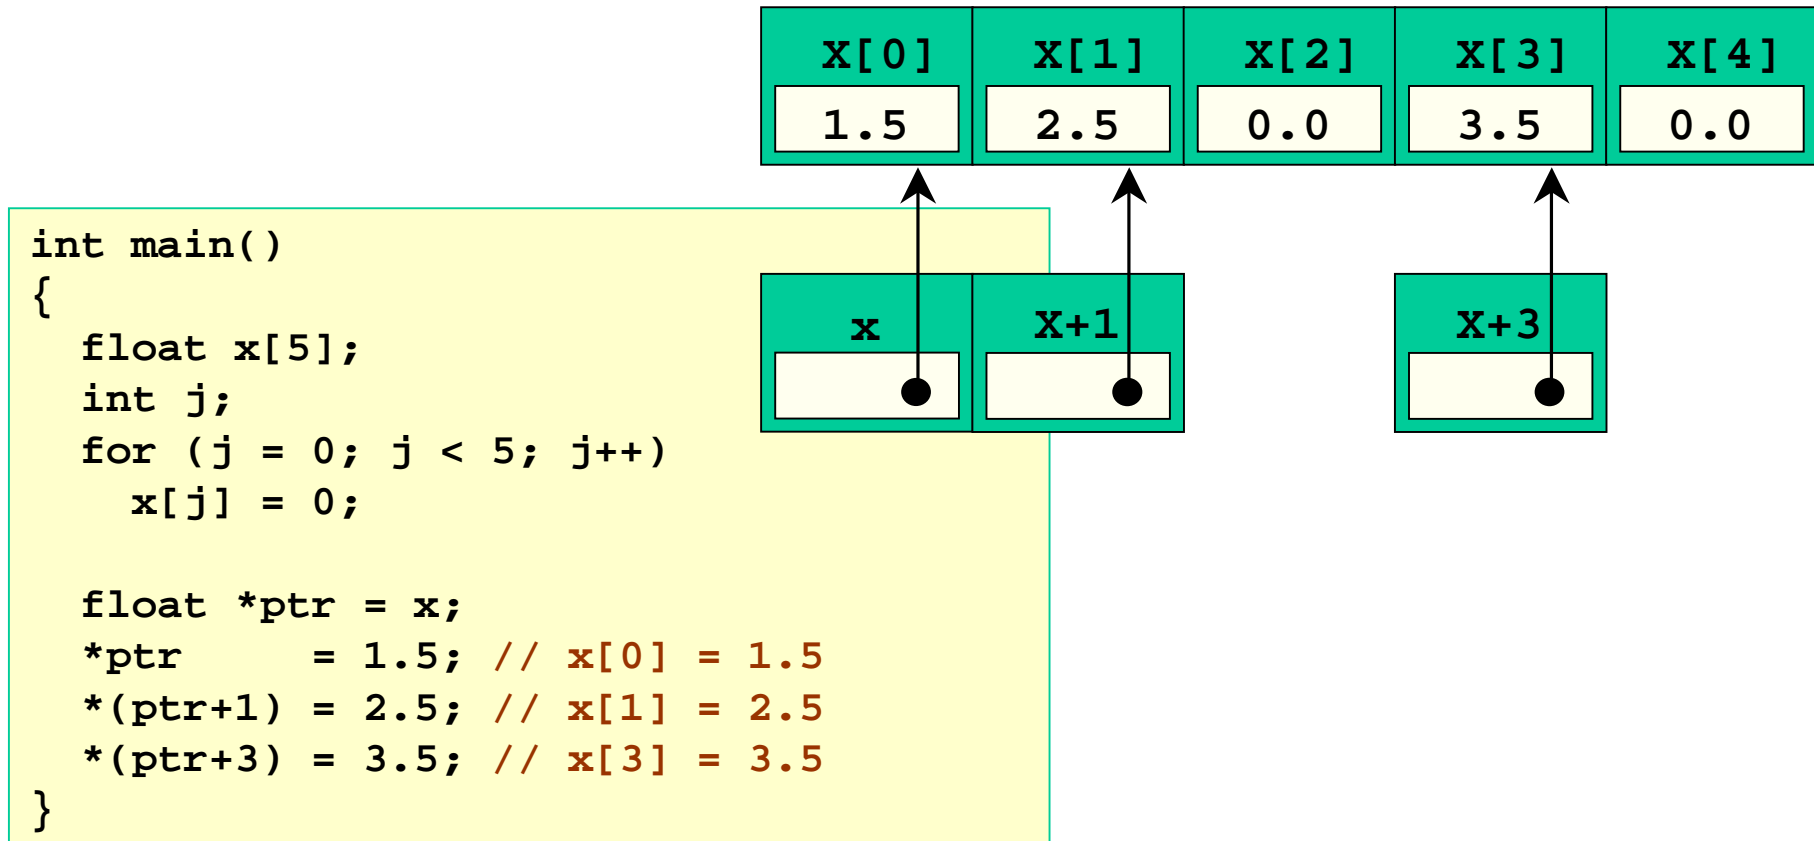 X[0] X[1] X[2] X[3] X[4]
1.5 2.5 0.0 3.5 0.0
x X+1 X+3
int main()
{
  float x[5];
  int j;
  for (j = 0; j < 5; j++)
    x[j] = 0;
  float *ptr = x;
  *ptr     = 1.5; // x[0] = 1.5
  *(ptr+1) = 2.5; // x[1] = 2.5
  *(ptr+3) = 3.5; // x[3] = 3.5
}